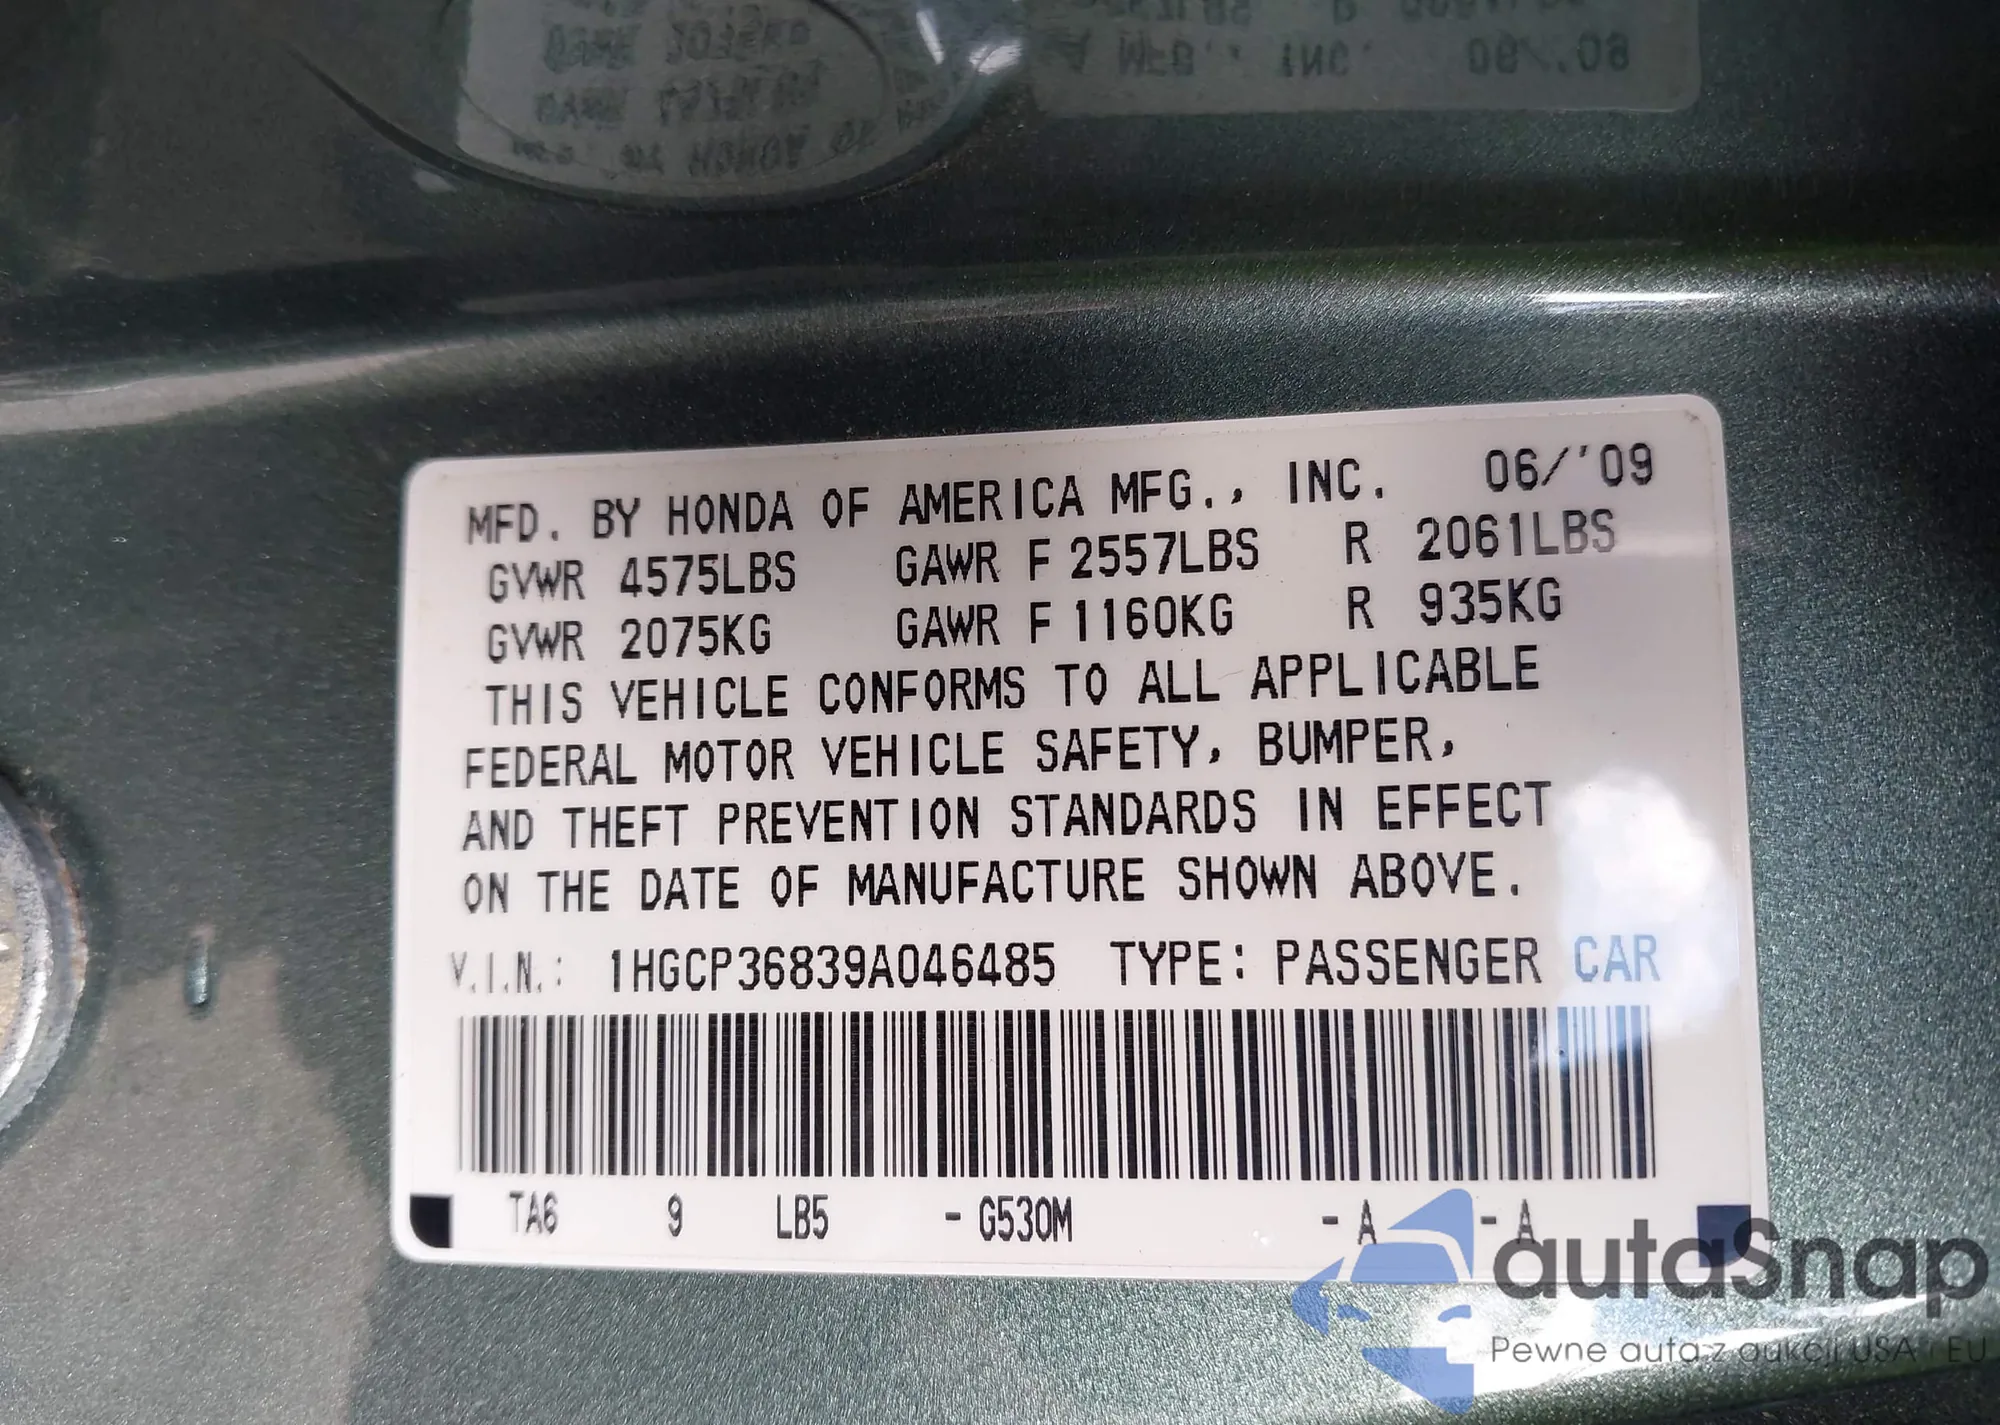 MFD. BY HONDA OF AMERICA MFG., INC. 06/'09
GVWR 4575LBS GAWR F 2557LBS R 2061LBS
GVWR 2075KG GAWR F 1160KG R 935KG
THIS VEHICLE CONFORMS TO ALL APPLICABLE
FEDERAL MOTOR VEHICLE SAFETY, BUMPER,
AND THEFT PREVENTION STANDARDS IN EFFECT
ON THE DATE OF MANUFACTURE SHOWN ABOVE.
V.I.N.: 1HGCP36839A046485 TYPE: PASSENGER CAR
TA6 9 LB5 - G530M - A - A
autaSnap
Pewne auta z aukcji USA i EU